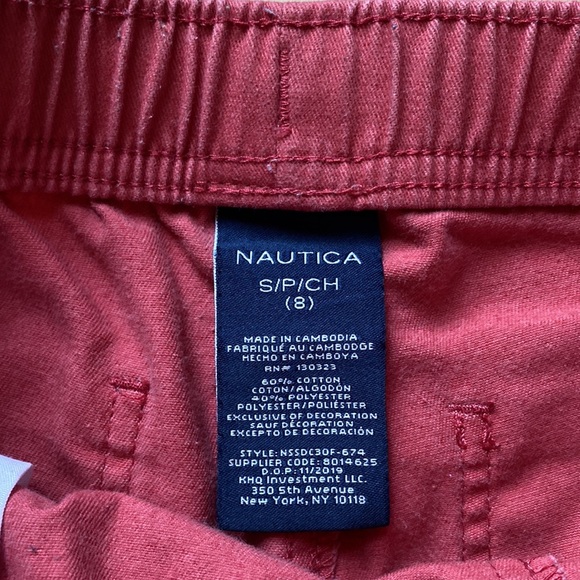 NAUTICA
S/P/CH
(8)
MADE IN CAMBODIA
FABRIQUÉ AU CAMBODGE
HECHO EN CAMBOYA
RN# 130323
60% COTTON
COTON/ALGODÓN
40% POLYESTER
POLYESTER/POLIÉSTER
EXCLUSIVE OF DECORATION
SAUF DÉCORATION
EXCEPTO DE DECORACIÓN
STYLE: NSSDC30F-674
SUPPLIER CODE: 8014625
D.O.P: 11/2019
KHQ Investment LLC.
350 5th Avenue
New York, NY 10118